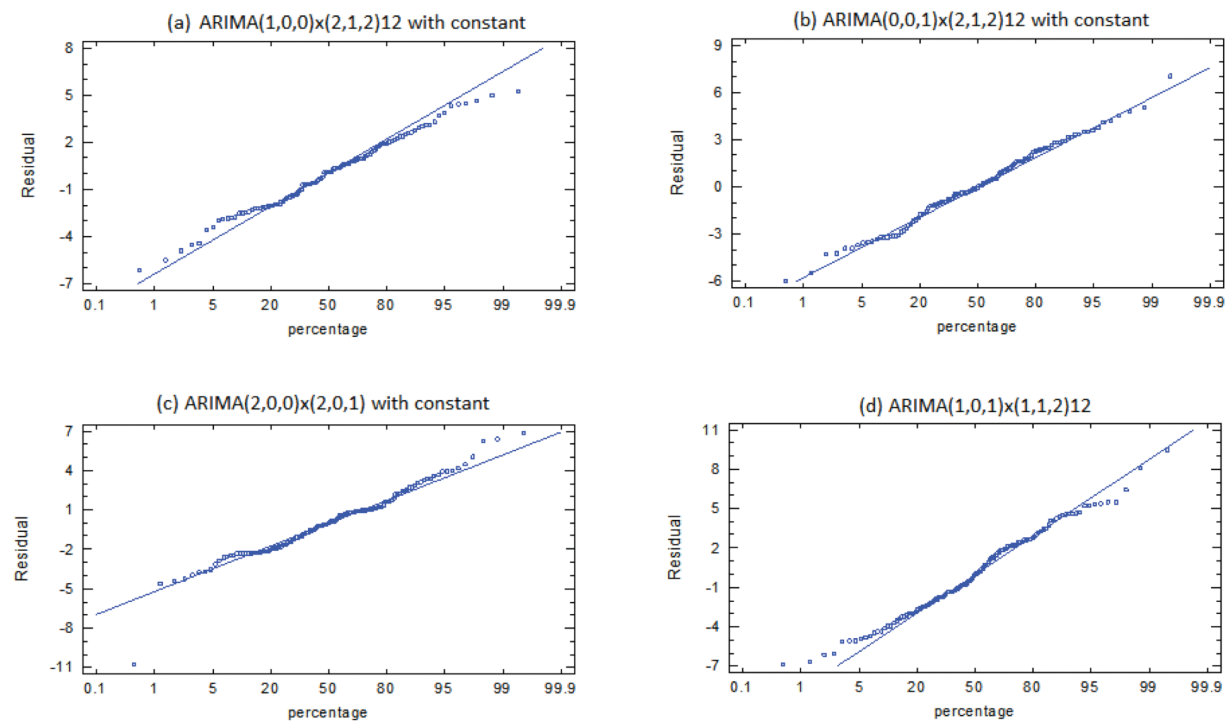 (a) ARIMA(1,0,0)x(2,1,2)12 with constant
8
5
2
-1
-4
-7
Residual
0.1 1 5 20 50 80 95 99 99.9
percentage
(b) ARIMA(0,0,1)x(2,1,2)12 with constant
9
6
3
0
-3
-6
Residual
0.1 1 5 20 50 80 95 99 99.9
percentage
(c) ARIMA(2,0,0)x(2,0,1) with constant
7
4
1
-2
-5
-8
-11
Residual
0.1 1 5 20 50 80 95 99 99.9
percentage
(d) ARIMA(1,0,1)x(1,1,2)12
11
8
5
2
-1
-4
-7
Residual
0.1 1 5 20 50 80 95 99 99.9
percentage